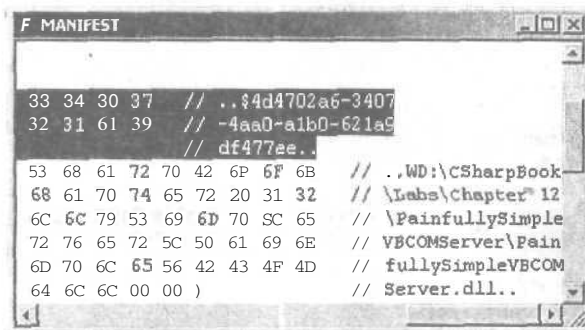 F MANIFEST
33 34 30 37 // ..$4d4702a6-3407
32 31 61 39 // -4aa0-a1b0-621a9
// df477ee..
53 68 61 72 70 42 6F 6F 6B // ..WD:\CSharpBook
68 61 70 74 65 72 20 31 32 // \Labs\Chapter 12
6C 6C 79 53 69 6D 70 5C 65 // \PainfullySimple
72 76 65 72 5C 50 61 69 6E // VBCOMServer\Pain
6D 70 6C 65 56 42 43 4F 4D // fullySimpleVBCOM
64 6C 6C 00 00 ) // Server.dll..